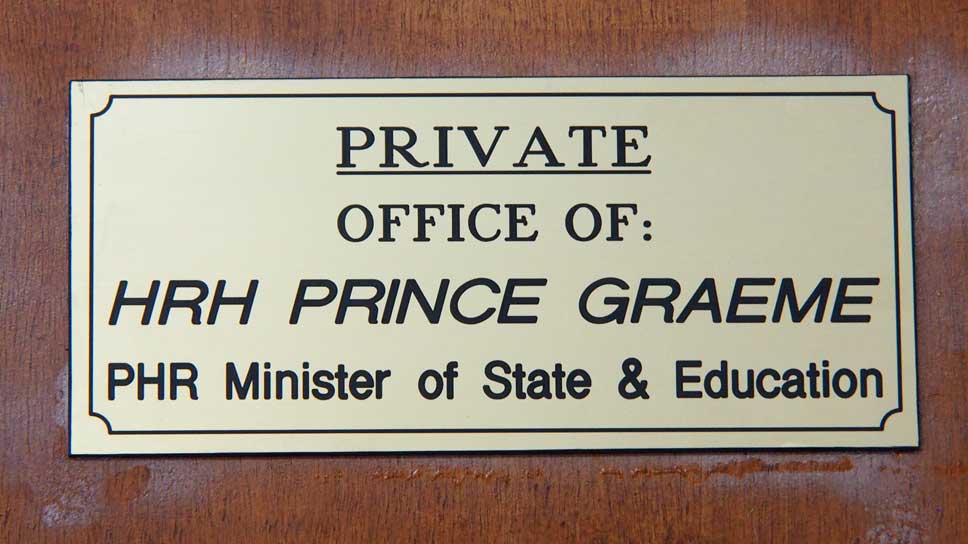 PRIVATE
OFFICE OF:
HRH PRINCE GRAEME
PHR Minister of State & Education